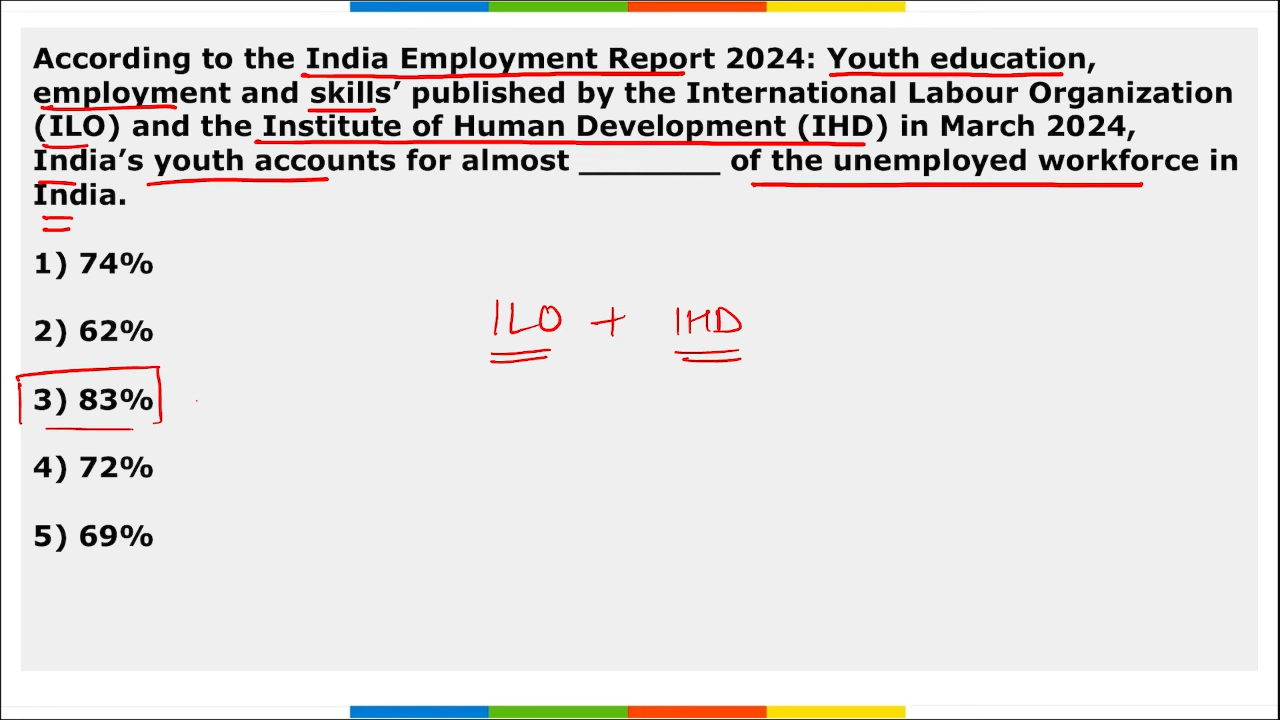 According to the India Employment Report 2024: Youth education,
employment and skills’ published by the International Labour Organization
(ILO) and the Institute of Human Development (IHD) in March 2024,
India’s youth accounts for almost ________ of the unemployed workforce in
India.
1) 74%
2) 62%
ILO + IHD
3) 83%
4) 72%
5) 69%